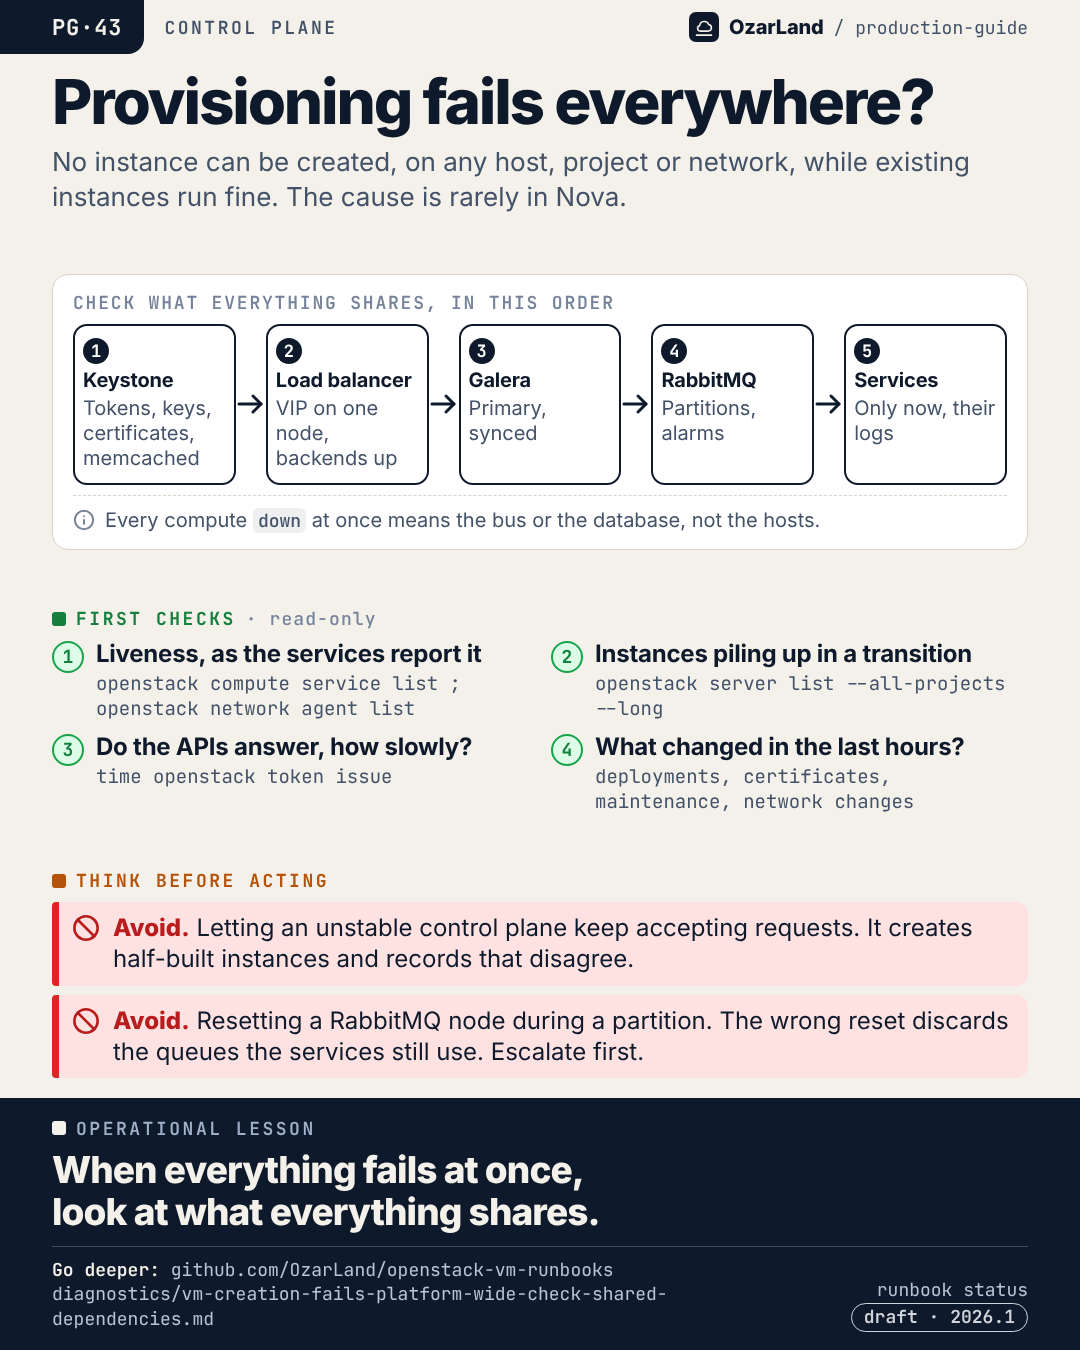 PG·43 CONTROL PLANE OzarLand / production-guide
Provisioning fails everywhere?
No instance can be created, on any host, project or network, while existing
instances run fine. The cause is rarely in Nova.
CHECK WHAT EVERYTHING SHARES, IN THIS ORDER
1
Keystone
Tokens, keys,
certificates,
memcached
2
Load balancer
VIP on one
node,
backends up
3
Galera
Primary,
synced
4
RabbitMQ
Partitions,
alarms
5
Services
Only now, their
logs
Every compute down at once means the bus or the database, not the hosts.
FIRST CHECKS · read-only
1 Liveness, as the services report it
openstack compute service list ;
openstack network agent list
2 Instances piling up in a transition
openstack server list --all-projects
--long
3 Do the APIs answer, how slowly?
time openstack token issue
4 What changed in the last hours?
deployments, certificates,
maintenance, network changes
THINK BEFORE ACTING
Avoid. Letting an unstable control plane keep accepting requests. It creates
half-built instances and records that disagree.
Avoid. Resetting a RabbitMQ node during a partition. The wrong reset discards
the queues the services still use. Escalate first.
OPERATIONAL LESSON
When everything fails at once,
look at what everything shares.
Go deeper: github.com/OzarLand/openstack-vm-runbooks
diagnostics/vm-creation-fails-platform-wide-check-shared-
dependencies.md
runbook status
draft · 2026.1